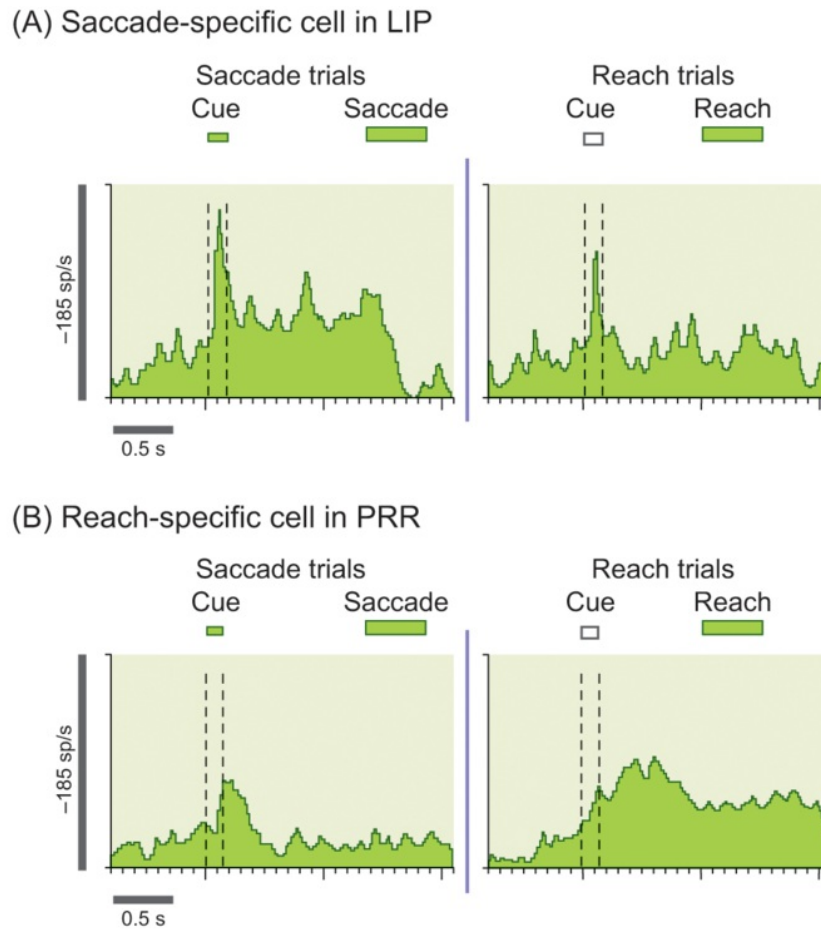 (A) Saccade-specific cell in LIP
Saccade trials Reach trials
Cue Saccade Cue Reach
–185 sp/s
0.5 s
(B) Reach-specific cell in PRR
Saccade trials Reach trials
Cue Saccade Cue Reach
–185 sp/s
0.5 s